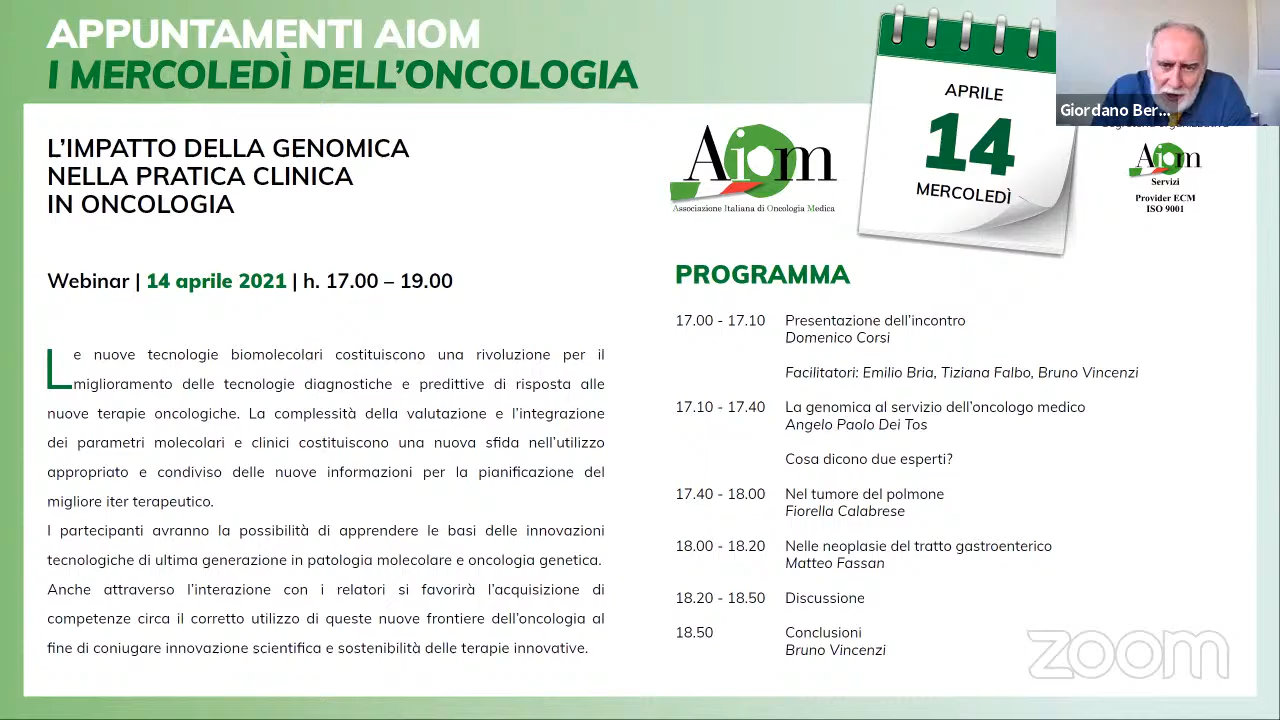 APPUNTAMENTI AIOM
I MERCOLEDÌ DELL'ONCOLOGIA
L'IMPATTO DELLA GENOMICA
NELLA PRATICA CLINICA
IN ONCOLOGIA
Webinar | 14 aprile 2021 | h. 17.00 – 19.00
Le nuove tecnologie biomolecolari costituiscono una rivoluzione per il
miglioramento delle tecnologie diagnostiche e predittive di risposta alle
nuove terapie oncologiche. La complessità della valutazione e l'integrazione
dei parametri molecolari e clinici costituiscono una nuova sfida nell'utilizzo
appropriato e condiviso delle nuove informazioni per la pianificazione del
migliore iter terapeutico.
I partecipanti avranno la possibilità di apprendere le basi delle innovazioni
tecnologiche di ultima generazione in patologia molecolare e oncologia genetica.
Anche attraverso l'interazione con i relatori si favorirà l'acquisizione di
competenze circa il corretto utilizzo di queste nuove frontiere dell'oncologia al
fine di coniugare innovazione scientifica e sostenibilità delle terapie innovative.
Aiom
Associazione Italiana di Oncologia Medica
APRILE
14
MERCOLEDÌ
Giordano Ber...
Aiom
Servizi
Provider ECM
ISO 9001
PROGRAMMA
17.00 - 17.10 Presentazione dell'incontro
Domenico Corsi
Facilitatori: Emilio Bria, Tiziana Falbo, Bruno Vincenzi
17.10 - 17.40 La genomica al servizio dell'oncologo medico
Angelo Paolo Dei Tos
Cosa dicono due esperti?
17.40 - 18.00 Nel tumore del polmone
Fiorella Calabrese
18.00 - 18.20 Nelle neoplasie del tratto gastroenterico
Matteo Fassan
18.20 - 18.50 Discussione
18.50 Conclusioni
Bruno Vincenzi
zoom